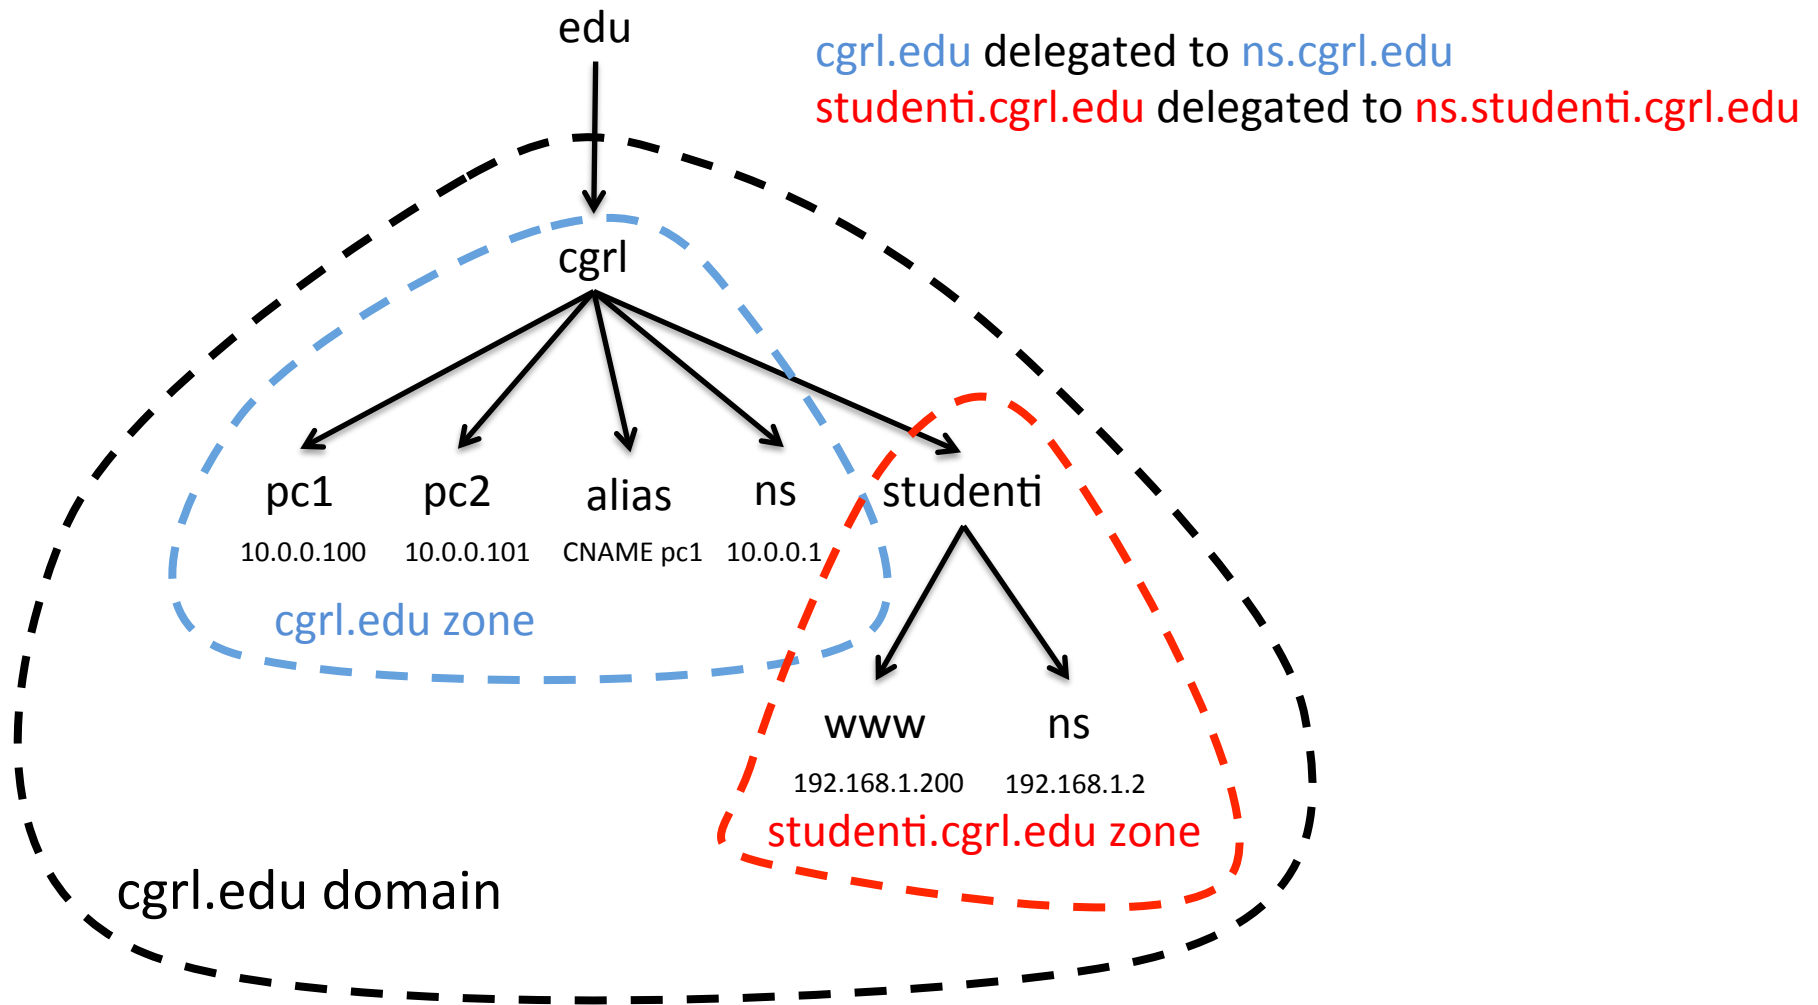 edu
cgrl.edu delegated to ns.cgrl.edu
studenti.cgrl.edu delegated to ns.studenti.cgrl.edu
cgrl
pc1 pc2 alias ns studenti
10.0.0.100 10.0.0.101 CNAME pc1 10.0.0.1
cgrl.edu zone
www ns
192.168.1.200 192.168.1.2
studenti.cgrl.edu zone
cgrl.edu domain